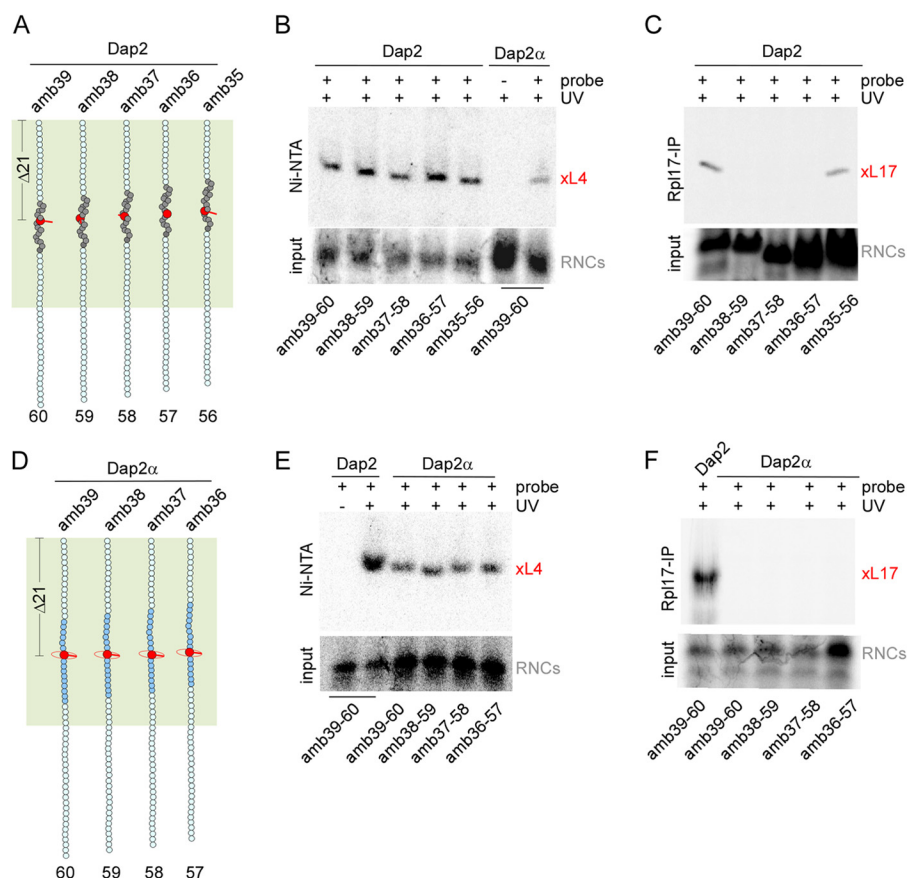 A
Dap2
amb39 amb38 amb37 amb36 amb35
Δ21
60 59 58 57 56
B
Dap2 Dap2α
+ + + + + - + probe
+ + + + + + + UV
Ni-NTA
xL4
input
RNCs
amb39-60 amb38-59 amb37-58 amb36-57 amb35-56 amb39-60
C
Dap2
+ + + + + probe
+ + + + + UV
Rpl17-IP
xL17
input
RNCs
amb39-60 amb38-59 amb37-58 amb36-57 amb35-56
D
Dap2α
amb39 amb38 amb37 amb36
Δ21
60 59 58 57
E
Dap2 Dap2α
+ + + + + + probe
- + + + + + UV
Ni-NTA
xL4
input
RNCs
amb39-60 amb39-60 amb38-59 amb37-58 amb36-57
F
Dap2 Dap2α
+ + + + + probe
+ + + + + UV
Rpl17-IP
xL17
input
RNCs
amb39-60 amb39-60 amb38-59 amb37-58 amb36-57